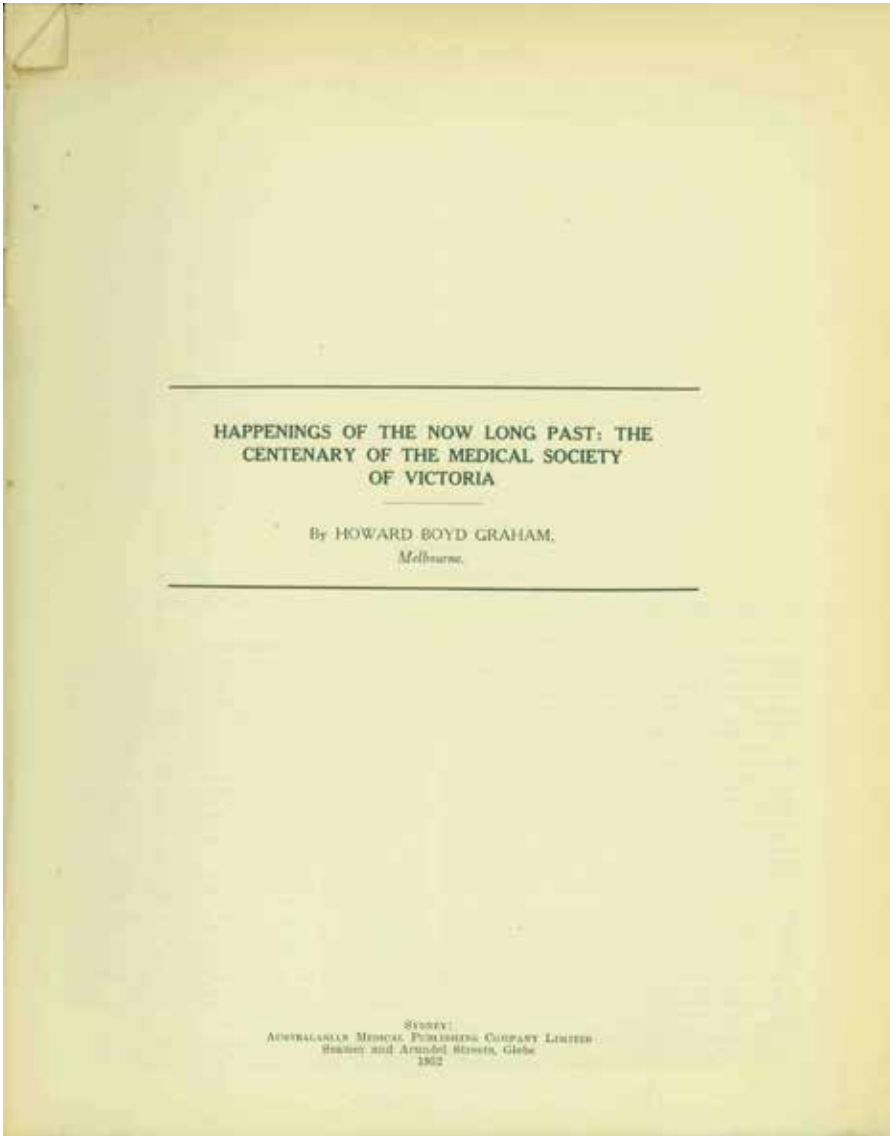 HAPPENINGS OF THE NOW LONG PAST: THE
CENTENARY OF THE MEDICAL SOCIETY
OF VICTORIA
By HOWARD BOYD GRAHAM,
Melbourne.
SYDNEY:
AUSTRALASIAN MEDICAL PUBLISHING COMPANY LIMITED
Seamer and Arundel Streets, Glebe
1952